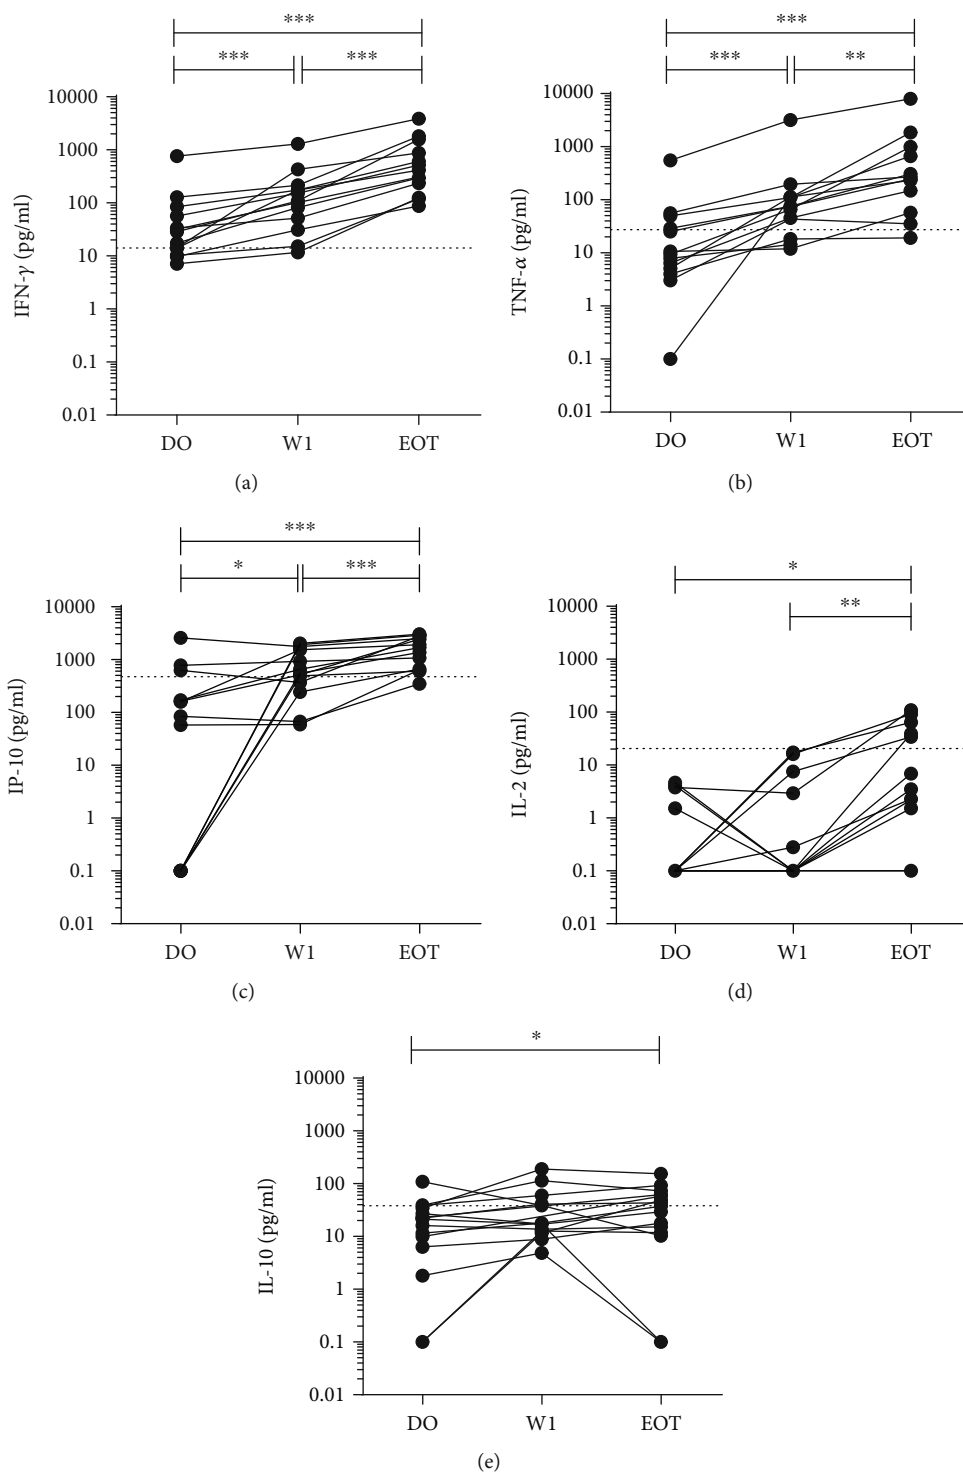 *** ***
*** *** *** **
10000
1000
100
10
1
0.1
0.01
IFN-γ (pg/ml)
DO W1 EOT
(a)
10000
1000
100
10
1
0.1
0.01
TNF-α (pg/ml)
DO W1 EOT
(b)
***
* ***
10000
1000
100
10
1
0.1
0.01
IP-10 (pg/ml)
DO W1 EOT
(c)
*
**
10000
1000
100
10
1
0.1
0.01
IL-2 (pg/ml)
DO W1 EOT
(d)
*
10000
1000
100
10
1
0.1
0.01
IL-10 (pg/ml)
DO W1 EOT
(e)